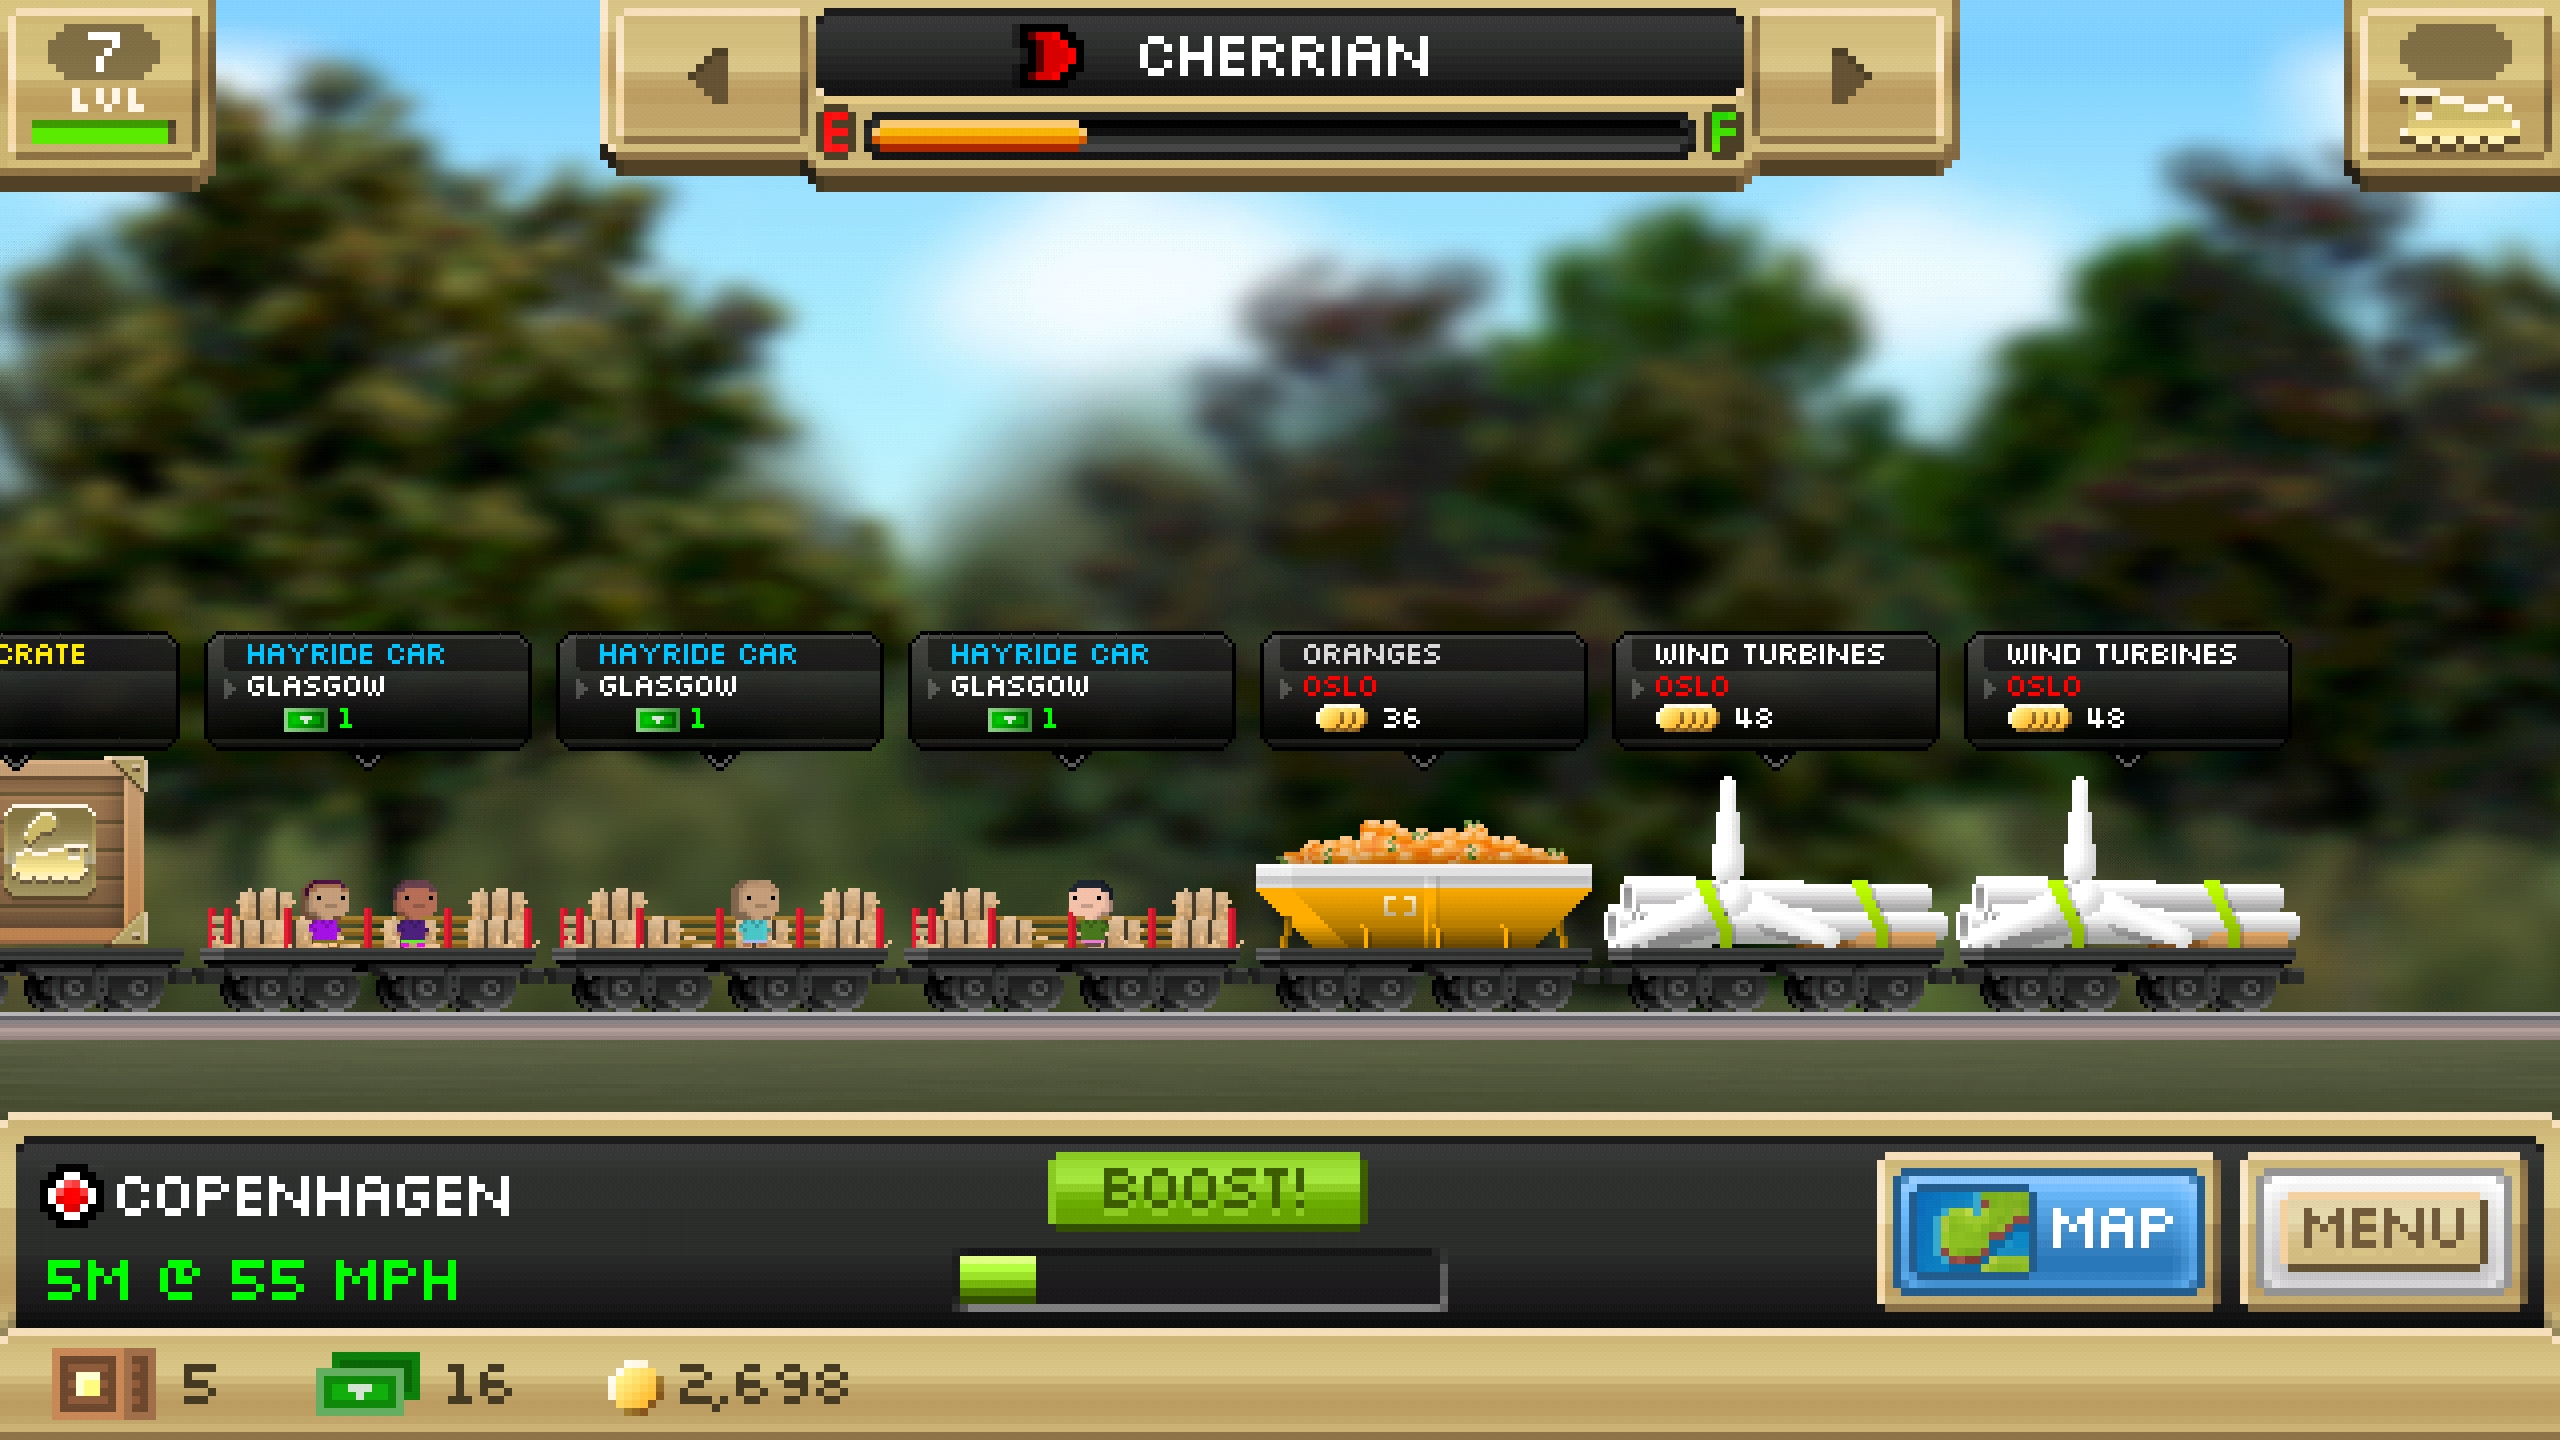 7
LVL
CHERRIAN
E F
CRATE
HAYRIDE CAR
GLASGOW
1
HAYRIDE CAR
GLASGOW
1
HAYRIDE CAR
GLASGOW
1
ORANGES
OSLO
36
WIND TURBINES
OSLO
48
WIND TURBINES
OSLO
48
COPENHAGEN
5M @ 55 MPH
BOOST!
MAP
MENU
5 16 2,698